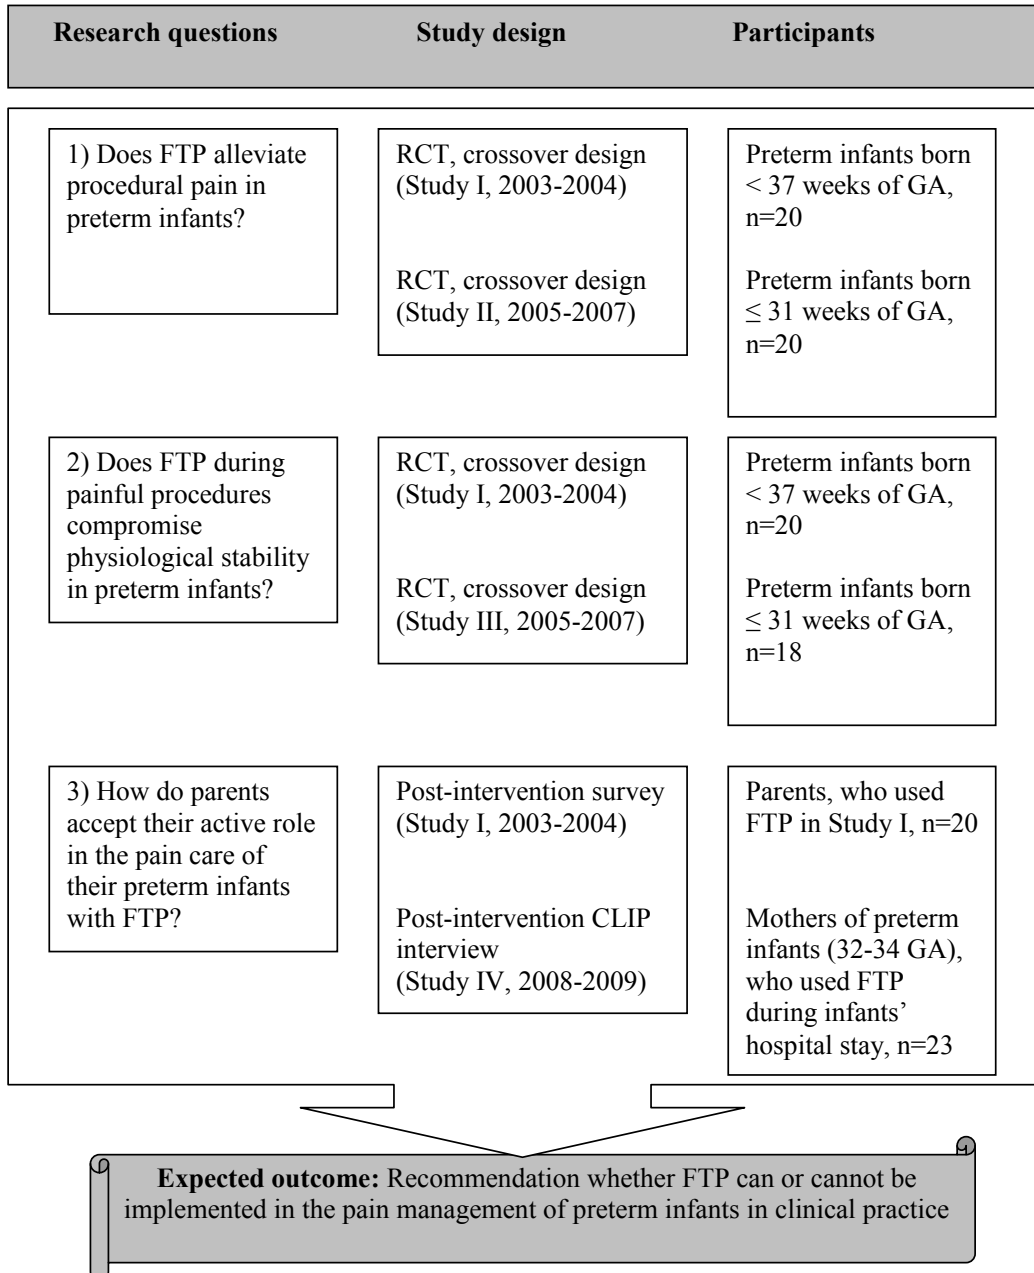 Research questions
Study design
Participants
1) Does FTP alleviate
procedural pain in
preterm infants?
RCT, crossover design
(Study I, 2003-2004)
RCT, crossover design
(Study II, 2005-2007)
Preterm infants born
< 37 weeks of GA,
n=20
Preterm infants born
≤ 31 weeks of GA,
n=20
2) Does FTP during
painful procedures
compromise
physiological stability
in preterm infants?
RCT, crossover design
(Study I, 2003-2004)
RCT, crossover design
(Study III, 2005-2007)
Preterm infants born
< 37 weeks of GA,
n=20
Preterm infants born
≤ 31 weeks of GA,
n=18
3) How do parents
accept their active role
in the pain care of
their preterm infants
with FTP?
Post-intervention survey
(Study I, 2003-2004)
Post-intervention CLIP
interview
(Study IV, 2008-2009)
Parents, who used
FTP in Study I, n=20
Mothers of preterm
infants (32-34 GA),
who used FTP
during infants’
hospital stay, n=23
Expected outcome: Recommendation whether FTP can or cannot be
implemented in the pain management of preterm infants in clinical practice